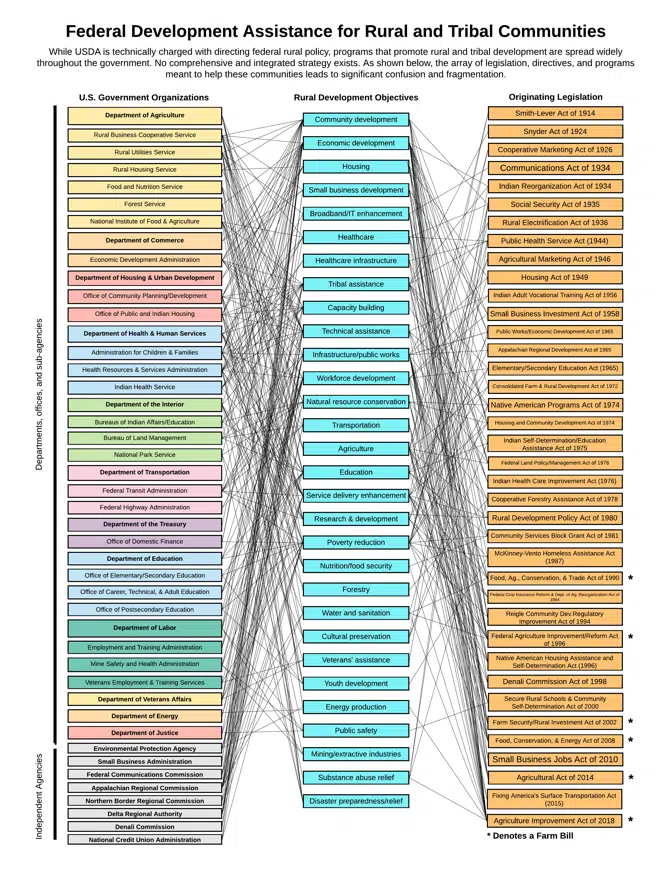 Federal Development Assistance for Rural and Tribal Communities
While USDA is technically charged with directing federal rural policy, programs that promote rural and tribal development are spread widely
throughout the government. No comprehensive and integrated strategy exists. As shown below, the array of legislation, directives, and programs
meant to help these communities leads to significant confusion and fragmentation.
U.S. Government Organizations
Department of Agriculture
Rural Business Cooperative Service
Rural Utilities Service
Rural Housing Service
Food and Nutrition Service
Forest Service
National Institute of Food & Agriculture
Department of Commerce
Economic Development Administration
Department of Housing & Urban Development
Office of Community Planning/Development
Office of Public and Indian Housing
Department of Health & Human Services
Administration for Children & Families
Health Resources & Services Administration
Indian Health Service
Department of the Interior
Bureaus of Indian Affairs/Education
Bureau of Land Management
National Park Service
Department of Transportation
Federal Transit Administration
Federal Highway Administration
Department of the Treasury
Office of Domestic Finance
Department of Education
Office of Elementary/Secondary Education
Office of Career, Technical, & Adult Education
Office of Postsecondary Education
Department of Labor
Employment and Training Administration
Mine Safety and Health Administration
Veterans Employment & Training Services
Department of Veterans Affairs
Department of Energy
Department of Justice
Environmental Protection Agency
Small Business Administration
Federal Communications Commission
Appalachian Regional Commission
Northern Border Regional Commission
Delta Regional Authority
Denali Commission
National Credit Union Administration
Departments, offices, and sub-agencies
Independent Agencies
Rural Development Objectives
Community development
Economic development
Housing
Small business development
Broadband/IT enhancement
Healthcare
Healthcare infrastructure
Tribal assistance
Capacity building
Technical assistance
Infrastructure/public works
Workforce development
Natural resource conservation
Transportation
Agriculture
Education
Service delivery enhancement
Research & development
Poverty reduction
Nutrition/food security
Forestry
Water and sanitation
Cultural preservation
Veterans' assistance
Youth development
Energy production
Public safety
Mining/extractive industries
Substance abuse relief
Disaster preparedness/relief
Originating Legislation
Smith-Lever Act of 1914
Snyder Act of 1924
Cooperative Marketing Act of 1926
Communications Act of 1934
Indian Reorganization Act of 1934
Social Security Act of 1935
Rural Electriification Act of 1936
Public Health Service Act (1944)
Agricultural Marketing Act of 1946
Housing Act of 1949
Indian Adult Vocational Training Act of 1956
Small Business Investment Act of 1958
Public Works/Economic Development Act of 1965
Appalachian Regional Development Act of 1965
Elementary/Secondary Education Act (1965)
Consolidated Farm & Rural Development Act of 1972
Native American Programs Act of 1974
Housing and Community Development Act of 1974
Indian Self-Determination/Education
Assistance Act of 1975
Federal Land Policy/Management Act of 1976
Indian Health Care Improvement Act (1976)
Cooperative Forestry Assistance Act of 1978
Rural Development Policy Act of 1980
Community Services Block Grant Act of 1981
McKinney-Vento Homeless Assistance Act
(1987)
Food, Ag., Conservation, & Trade Act of 1990 *
Federal Crop Insurance Reform & Dept. of Ag. Reorganization Act of
1994
Reigle Community Dev.Regulatory
Improvement Act of 1994
Federal Agriculture Improvement/Reform Act *
of 1996
Native American Housing Assistance and
Self-Determination Act (1996)
Denali Commission Act of 1998
Secure Rural Schools & Community
Self-Determination Act of 2000
Farm Security/Rural Investment Act of 2002 *
Food, Conservation, & Energy Act of 2008 *
Small Business Jobs Act of 2010
Agricultural Act of 2014 *
Fixing America's Surface Transportation Act
(2015)
Agriculture Improvement Act of 2018 *
* Denotes a Farm Bill